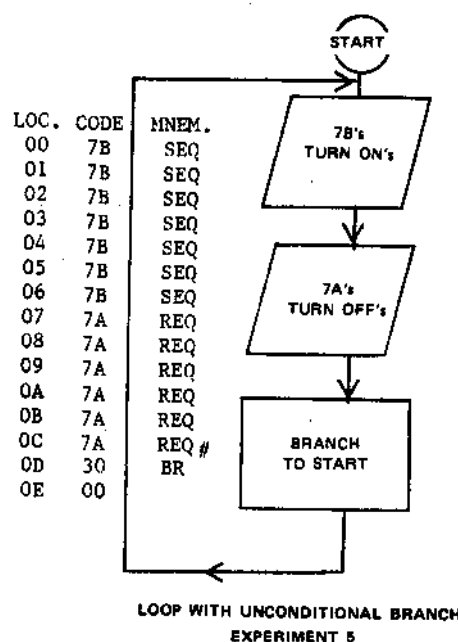 START
LOC. CODE MNEM.
00 7B SEQ
01 7B SEQ
02 7B SEQ
03 7B SEQ
04 7B SEQ
05 7B SEQ
06 7B SEQ
07 7A REQ
08 7A REQ
09 7A REQ
0A 7A REQ
0B 7A REQ
0C 7A REQ #
0D 30 BR
0E 00
7B's
TURN ON's
7A's
TURN OFF's
BRANCH
TO START
LOOP WITH UNCONDITIONAL BRANCH
EXPERIMENT 5